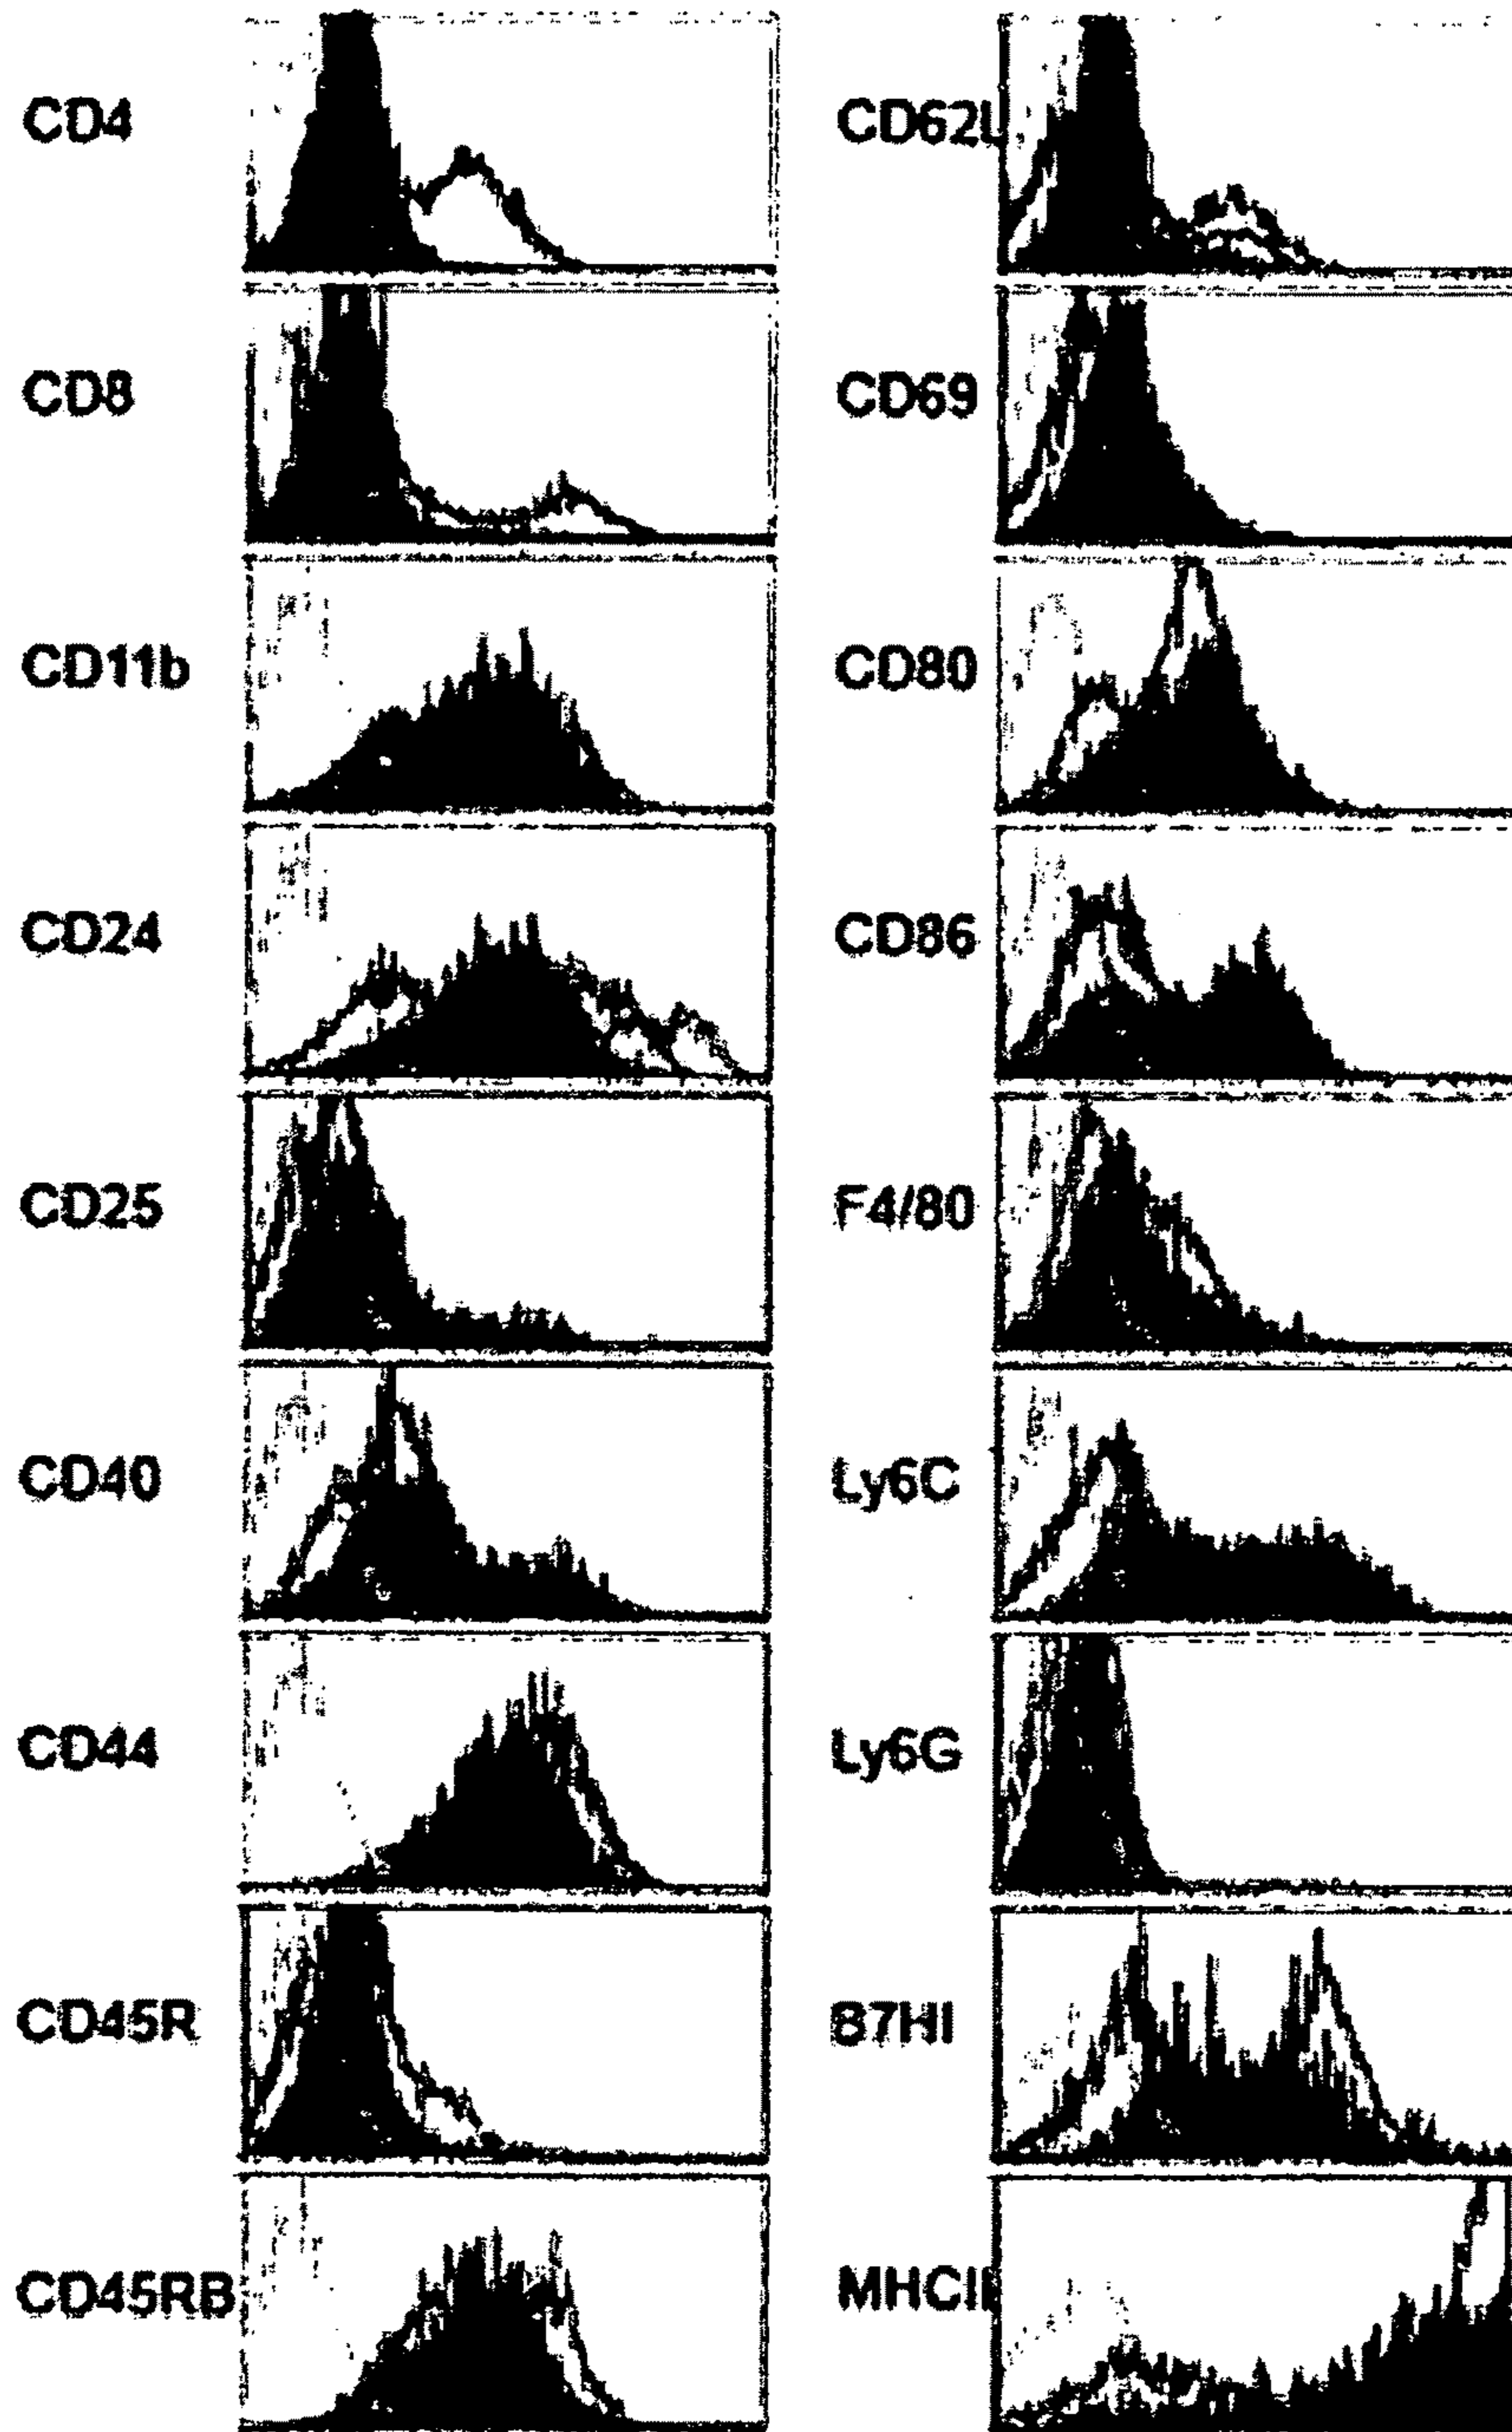 CD4
CD62L
CD8
CD69
CD11b
CD80
CD24
CD86
CD25
F4/80
CD40
Ly6C
CD44
Ly6G
CD45R
B7HI
CD45RB
MHCII